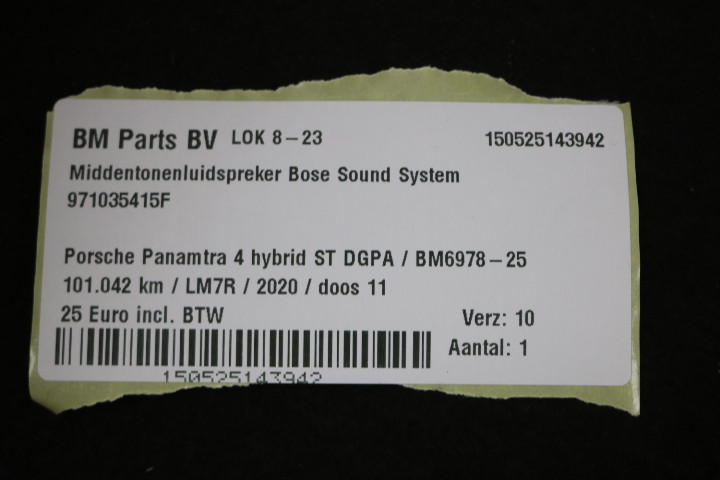 BM Parts BV LOK 8-23 150525143942
Middentonenluidspreker Bose Sound System
971035415F
Porsche Panamtra 4 hybrid ST DGPA / BM6978-25
101.042 km / LM7R / 2020 / doos 11
25 Euro incl. BTW Verz: 10
Aantal: 1
150525143942